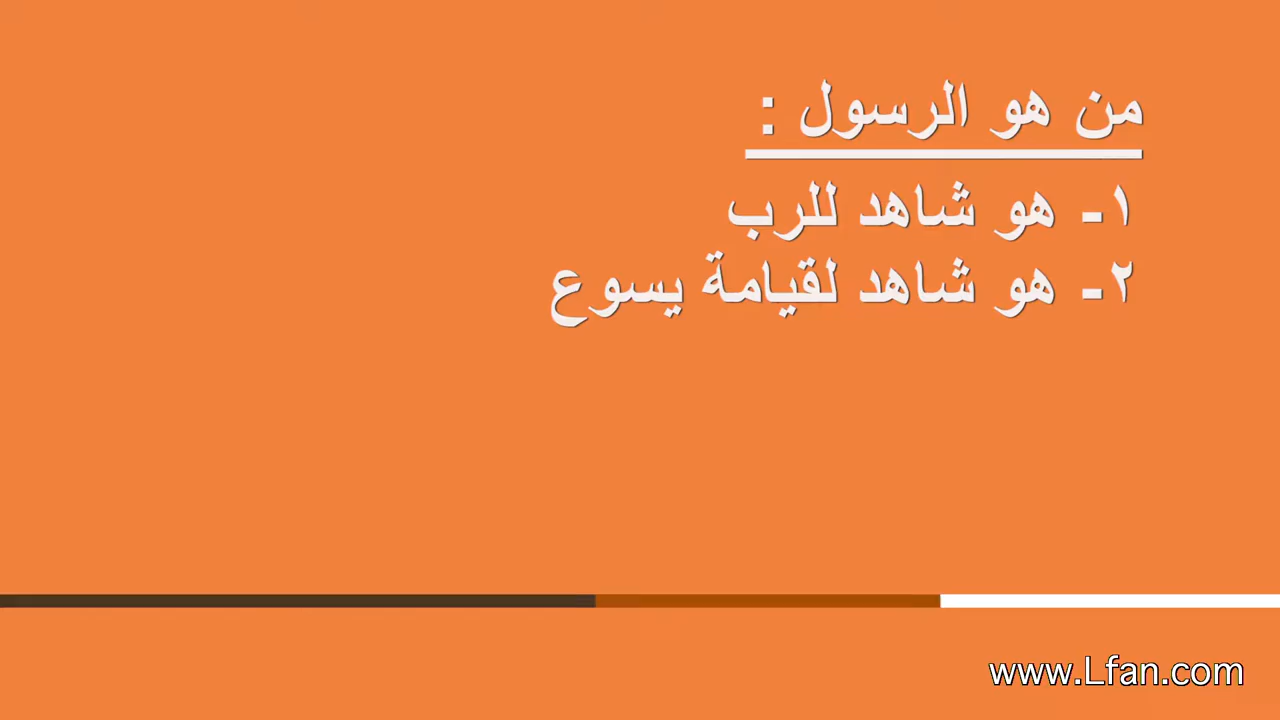 من هو الرسول :
١- هو شاهد للرب
٢- هو شاهد لقيامة يسوع
www.Lfan.com